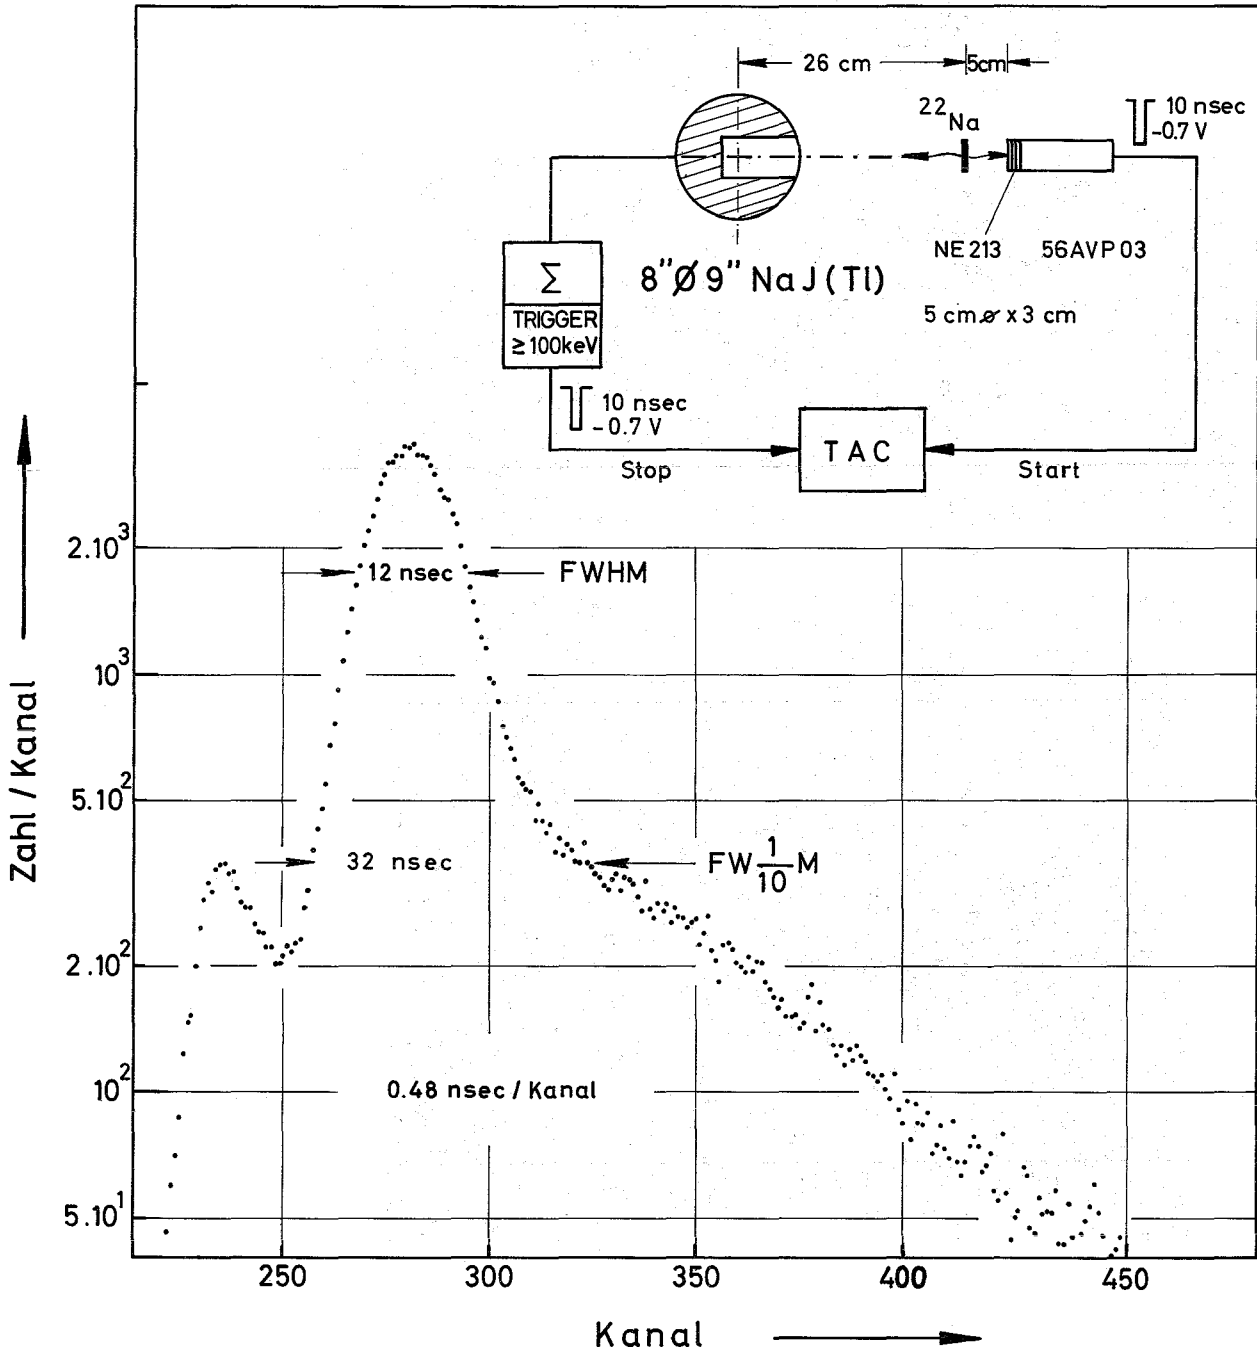 26 cm
5cm
²²Na
10 nsec
-0.7 V
NE 213 56AVP 03
8"Ø 9" NaJ (Tl)
5 cm ø x 3 cm
Σ
TRIGGER
≥ 100keV
10 nsec
-0.7 V
TAC
Stop
Start
2.10³
12 nsec
FWHM
10³
5.10²
32 nsec
FW 1/10 M
2.10²
10²
0.48 nsec / Kanal
5.10¹
Zahl / Kanal
250 300 350 400 450
Kanal